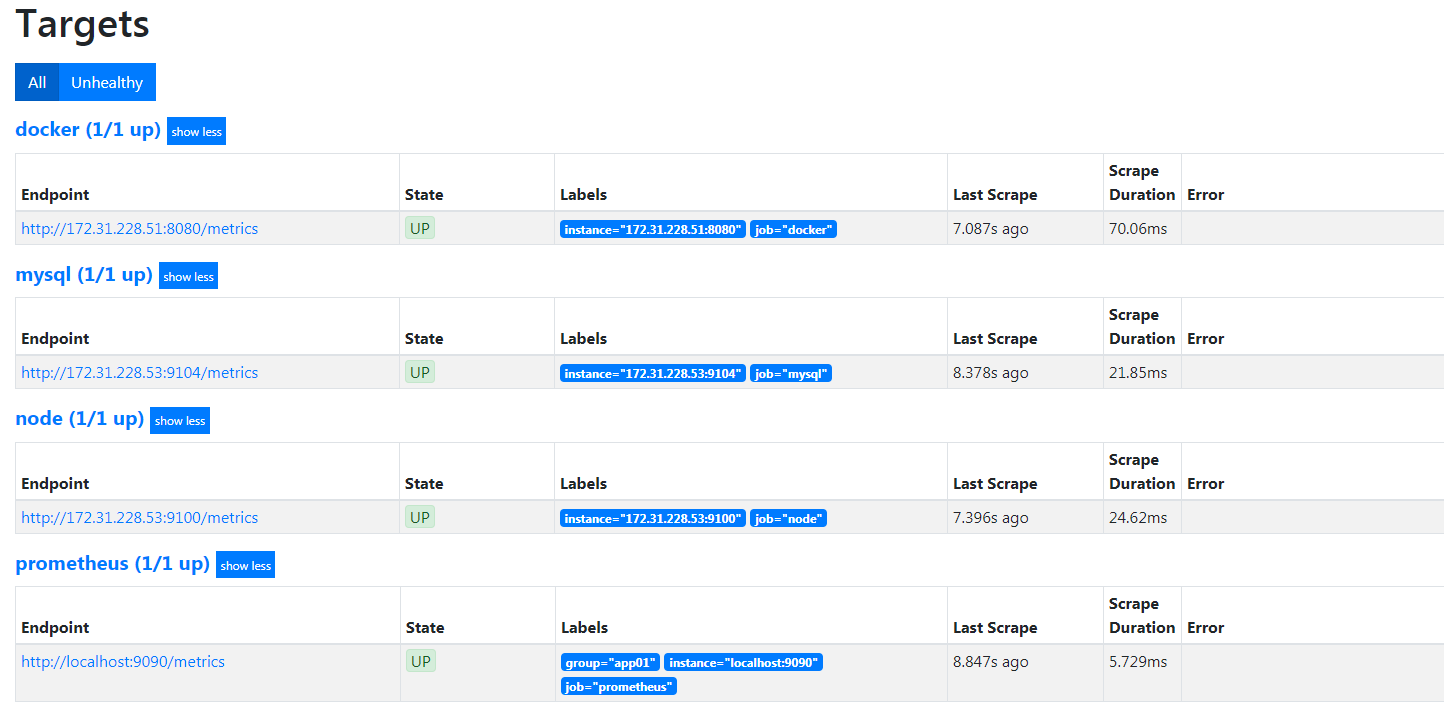 Targets
All Unhealthy
docker (1/1 up) show less
Endpoint State Labels Last Scrape Scrape Duration Error
http://172.31.228.51:8080/metrics UP instance="172.31.228.51:8080" job="docker" 7.087s ago 70.06ms
mysql (1/1 up) show less
Endpoint State Labels Last Scrape Scrape Duration Error
http://172.31.228.53:9104/metrics UP instance="172.31.228.53:9104" job="mysql" 8.378s ago 21.85ms
node (1/1 up) show less
Endpoint State Labels Last Scrape Scrape Duration Error
http://172.31.228.53:9100/metrics UP instance="172.31.228.53:9100" job="node" 7.396s ago 24.62ms
prometheus (1/1 up) show less
Endpoint State Labels Last Scrape Scrape Duration Error
http://localhost:9090/metrics UP group="app01" instance="localhost:9090" 8.847s ago 5.729ms
job="prometheus"